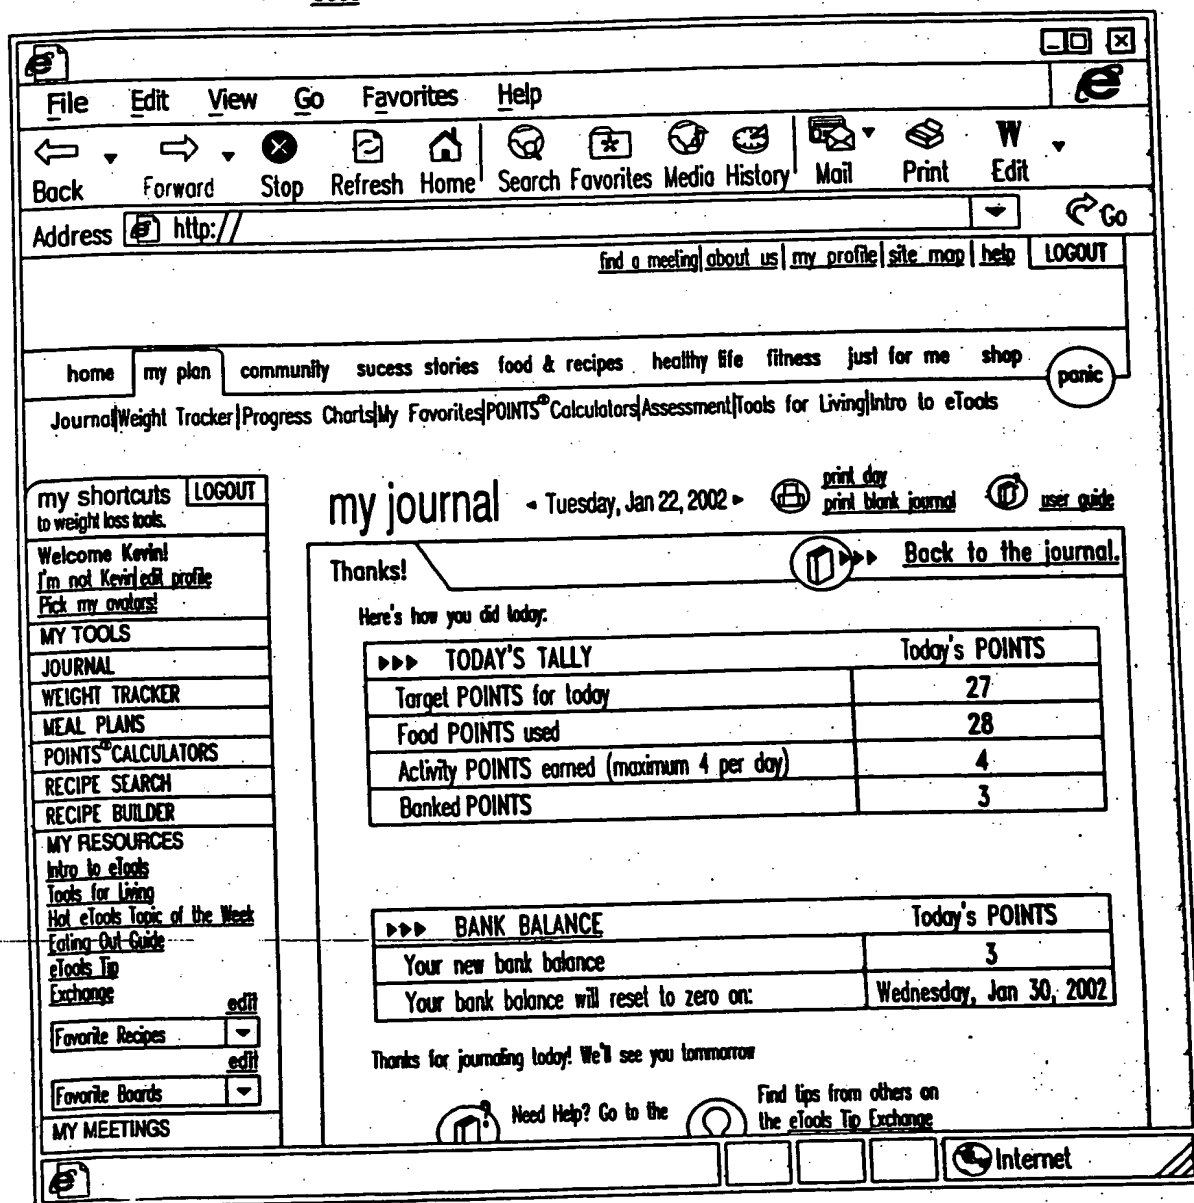 File Edit View Go Favorites Help
Back Forward Stop Refresh Home Search Favorites Media History Mail Print Edit
Address http:// Go
find a meeting|about us|my profile|site map|help LOGOUT
home my plan community sucess stories food & recipes healthy life fitness just for me shop panic
Journal|Weight Tracker|Progress Charts|My Favorites|POINTS® Calculators|Assessment|Tools for Living|Intro to eTools
my shortcuts LOGOUT
to weight loss tools.
Welcome Kevin!
I'm not Kevin|edit profile
Pick my avatars!
MY TOOLS
JOURNAL
WEIGHT TRACKER
MEAL PLANS
POINTS® CALCULATORS
RECIPE SEARCH
RECIPE BUILDER
MY RESOURCES
Intro to eTools
Tools for Living
Hot eTools Topic of the Week
Eating Out Guide
eTools Tip
Exchange
edit
Favorite Recipes
edit
Favorite Boards
MY MEETINGS
my journal Tuesday, Jan 22, 2002
print day
print blank journal
user guide
Thanks! Back to the journal.
Here's how you did today:
TODAY'S TALLY Today's POINTS
Target POINTS for today 27
Food POINTS used 28
Activity POINTS earned (maximum 4 per day) 4
Banked POINTS 3
BANK BALANCE Today's POINTS
Your new bank balance 3
Your bank balance will reset to zero on: Wednesday, Jan 30, 2002
Thanks for journaling today! We'll see you tommorrow
Need Help? Go to the
Find tips from others on
the eTools Tip Exchange
Internet